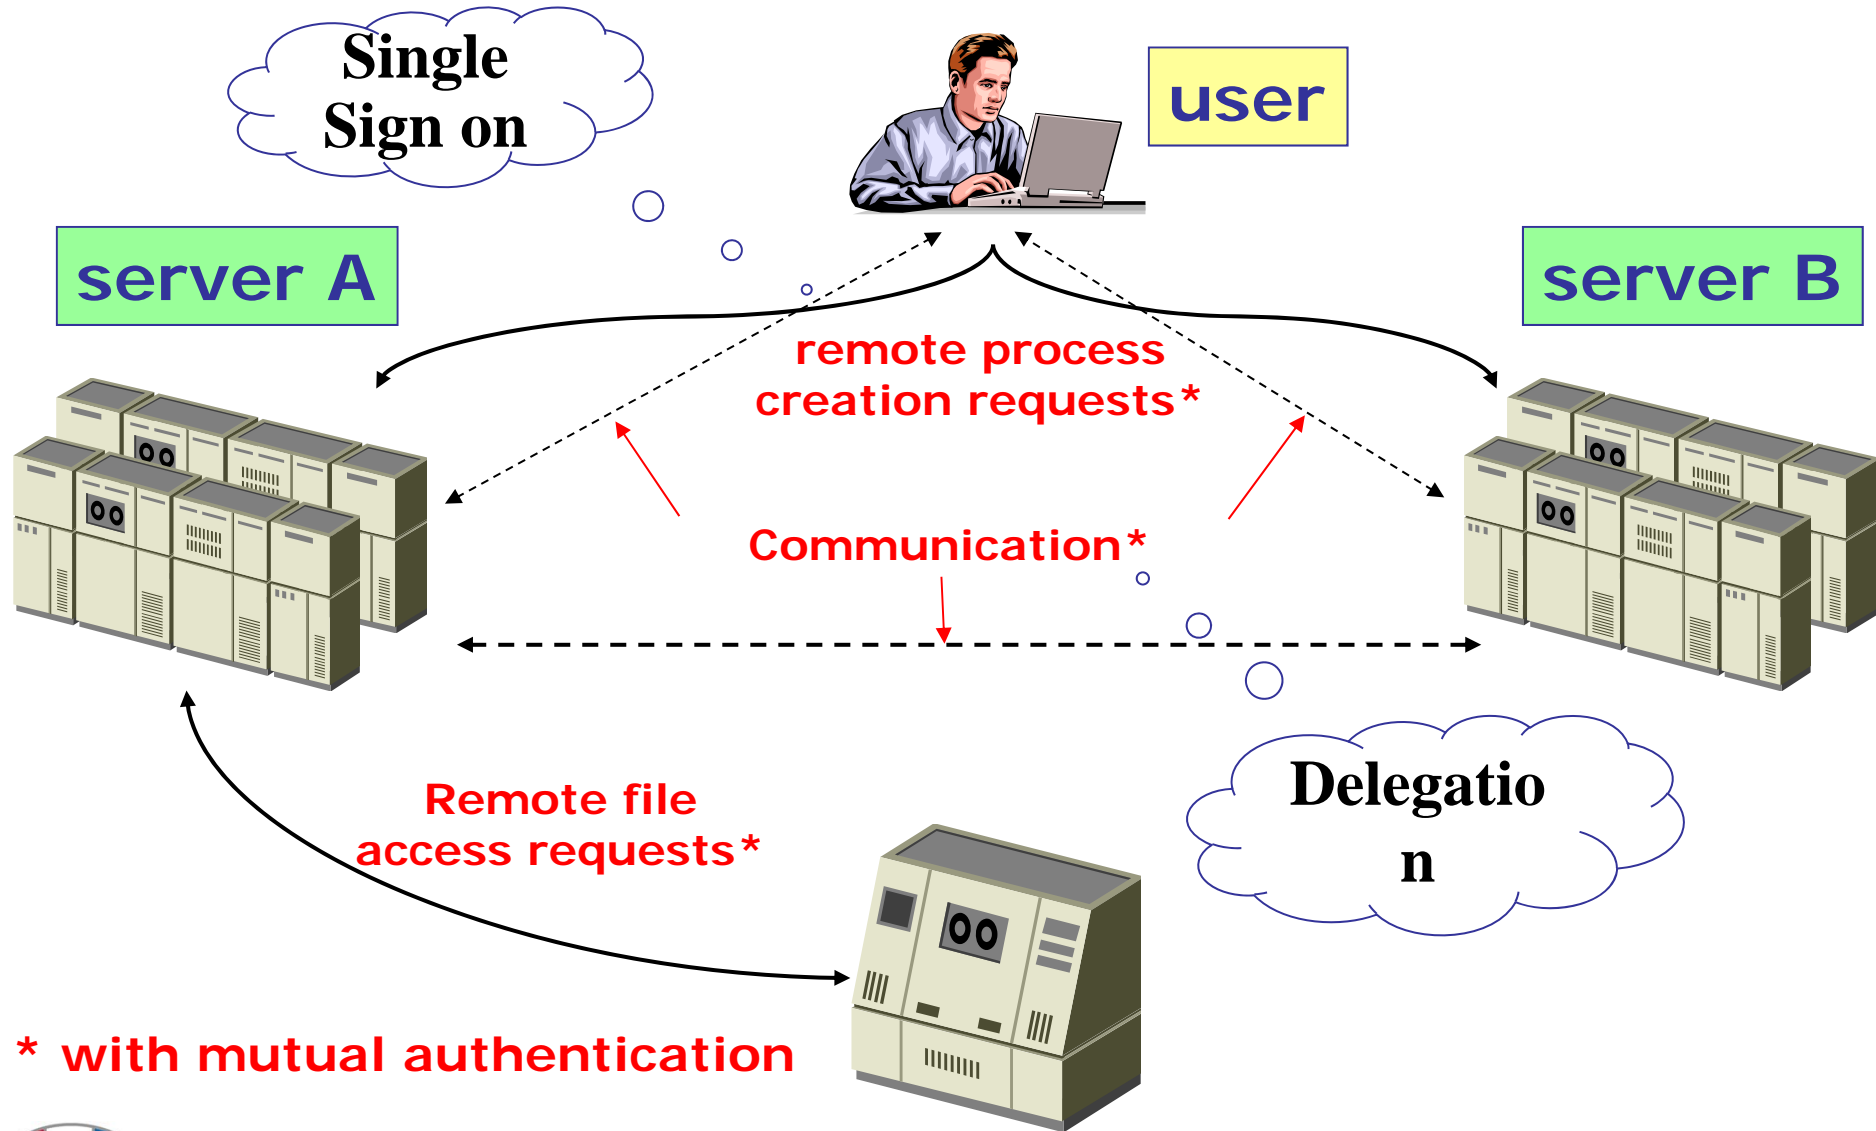 Single
Sign on
user
server A
server B
remote process
creation requests*
Communication*
Delegatio
n
Remote file
access requests*
* with mutual authentication